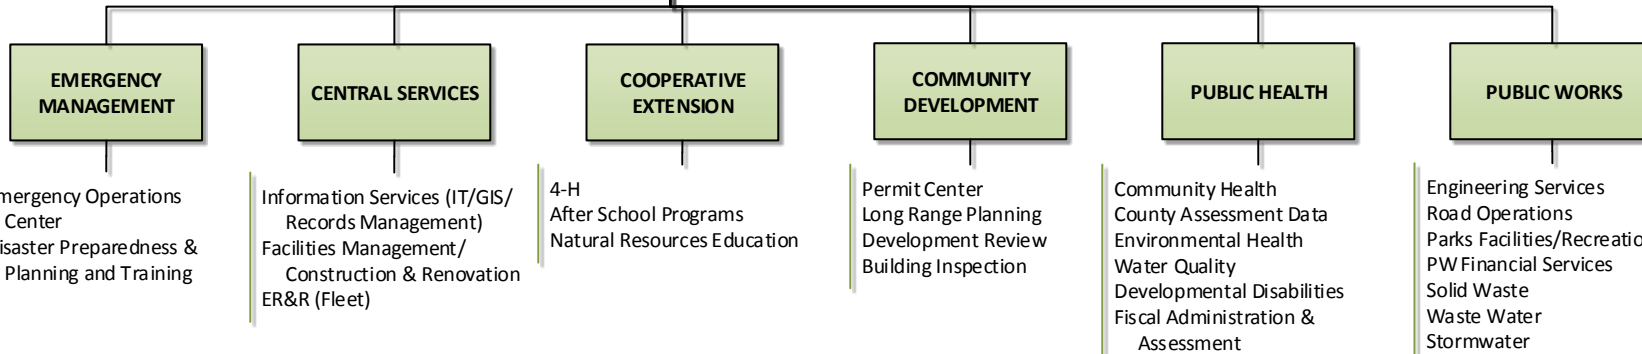 EMERGENCY
MANAGEMENT
mergency Operations
Center
isaster Preparedness &
Planning and Training
CENTRAL SERVICES
Information Services (IT/GIS/
Records Management)
Facilities Management/
Construction & Renovation
ER&R (Fleet)
COOPERATIVE
EXTENSION
4-H
After School Programs
Natural Resources Education
COMMUNITY
DEVELOPMENT
Permit Center
Long Range Planning
Development Review
Building Inspection
PUBLIC HEALTH
Community Health
County Assessment Data
Environmental Health
Water Quality
Developmental Disabilities
Fiscal Administration &
Assessment
PUBLIC WORKS
Engineering Services
Road Operations
Parks Facilities/Recreatio
PW Financial Services
Solid Waste
Waste Water
Stormwater